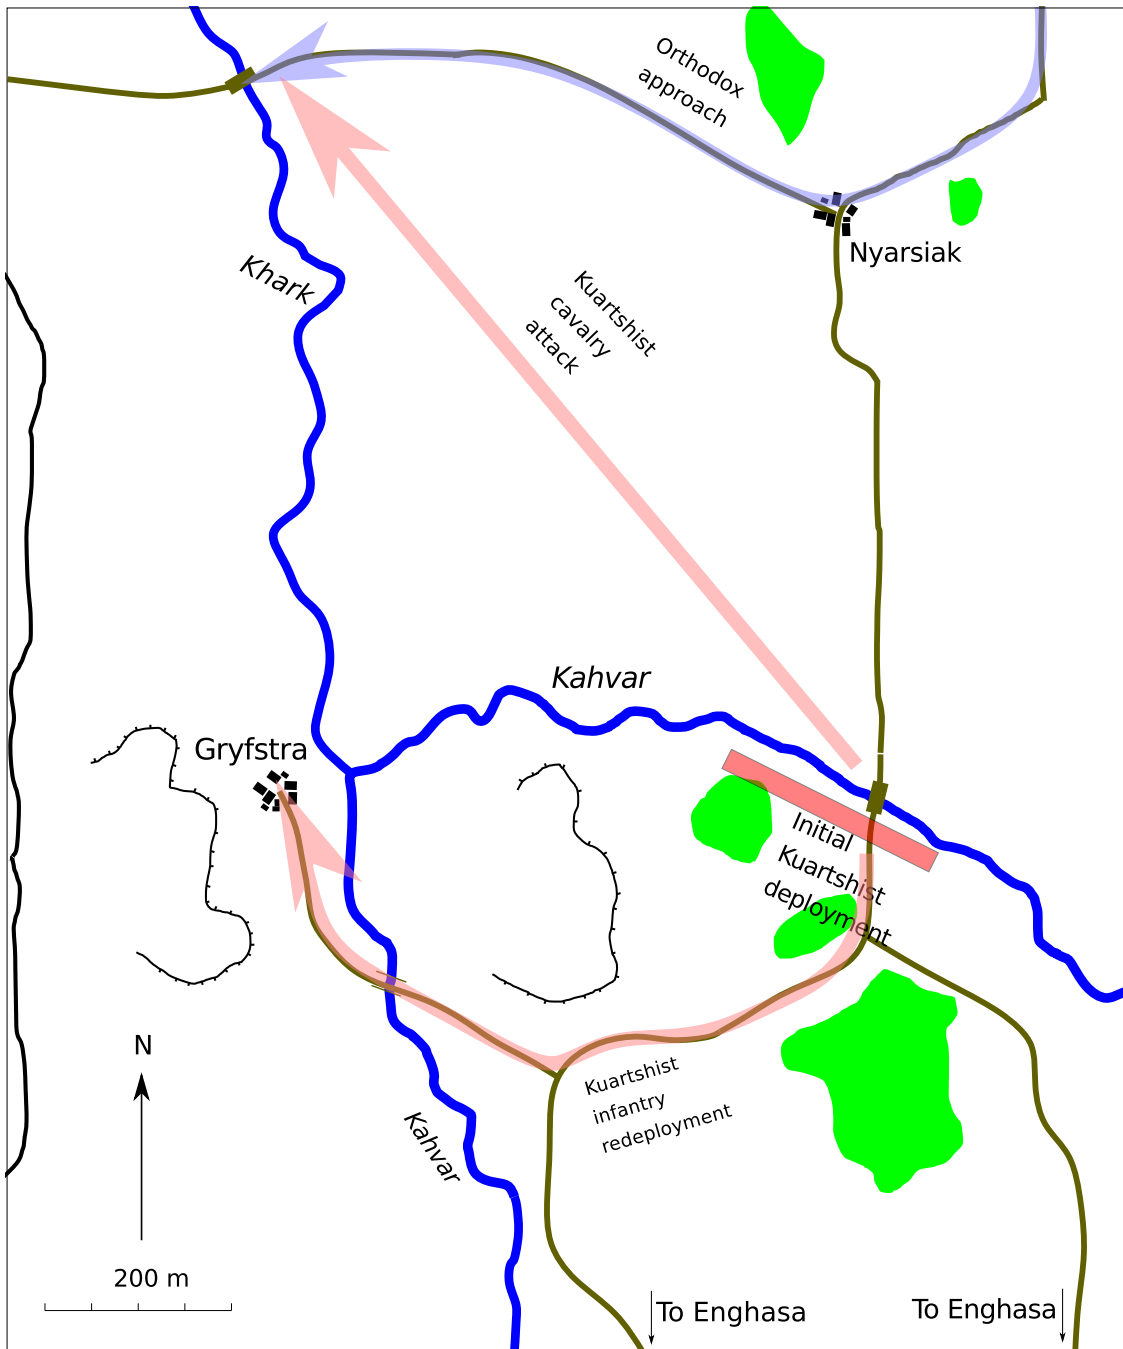 Orthodox
approach
Nyarsiak
Khark
Kuartshist
cavalry
attack
Kahvar
Gryfstra
Initial
Kuartshist
deployment
N
Kuartshist
infantry
redeployment
Kahvar
200 m
To Enghasa
To Enghasa